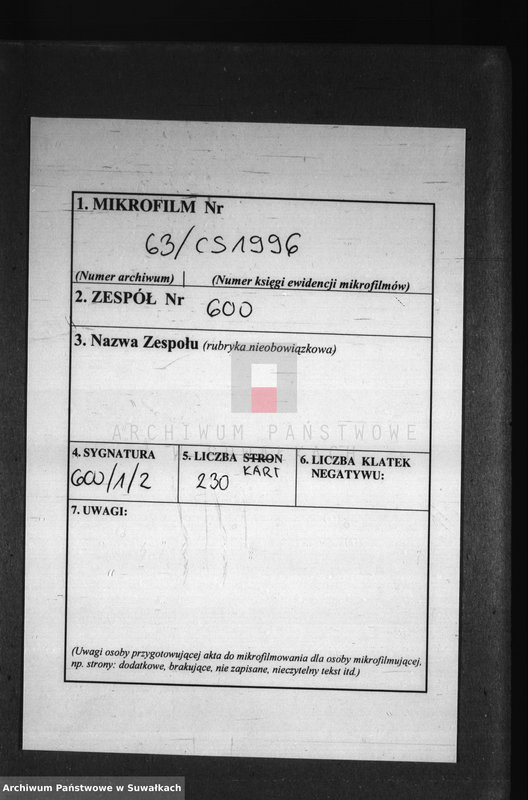 1. MIKROFILM Nr
63/CS1996
(Numer archiwum) (Numer księgi ewidencji mikrofilmów)
2. ZESPÓŁ Nr 600
3. Nazwa Zespołu (rubryka nieobowiązkowa)
ARCHIWUM PAŃSTWOWE
4. SYGNATURA
600/1/2
5. LICZBA STRON
KART
230
6. LICZBA KLATEK
NEGATYWU:
7. UWAGI:
(Uwagi osoby przygotowującej akta do mikrofilmowania dla osoby mikrofilmującej,
np. strony: dodatkowe, brakujące, nie zapisane, nieczytelny tekst itd.)
Archiwum Państwowe w Suwałkach